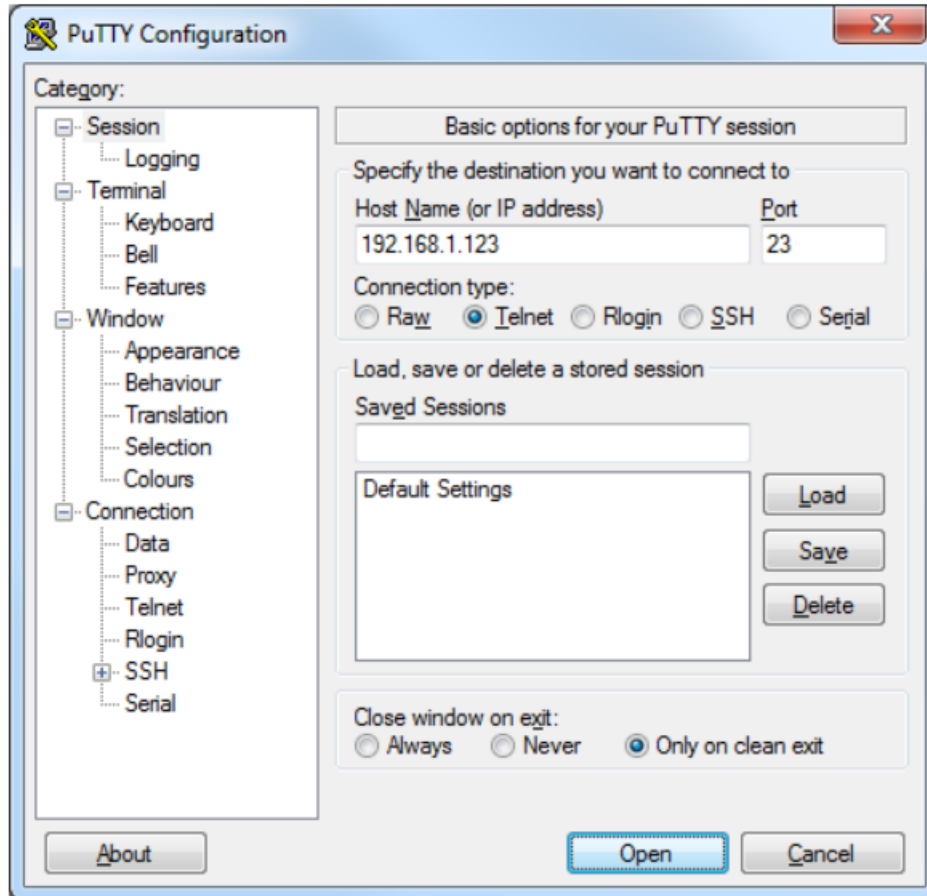 PuTTY Configuration
Category:
Session
Logging
Terminal
Keyboard
Bell
Features
Window
Appearance
Behaviour
Translation
Selection
Colours
Connection
Data
Proxy
Telnet
Rlogin
SSH
Serial
Basic options for your PuTTY session
Specify the destination you want to connect to
Host Name (or IP address) Port
192.168.1.123 23
Connection type:
Raw Telnet Rlogin SSH Serial
Load, save or delete a stored session
Saved Sessions
Default Settings
Load
Save
Delete
Close window on exit:
Always Never Only on clean exit
About Open Cancel